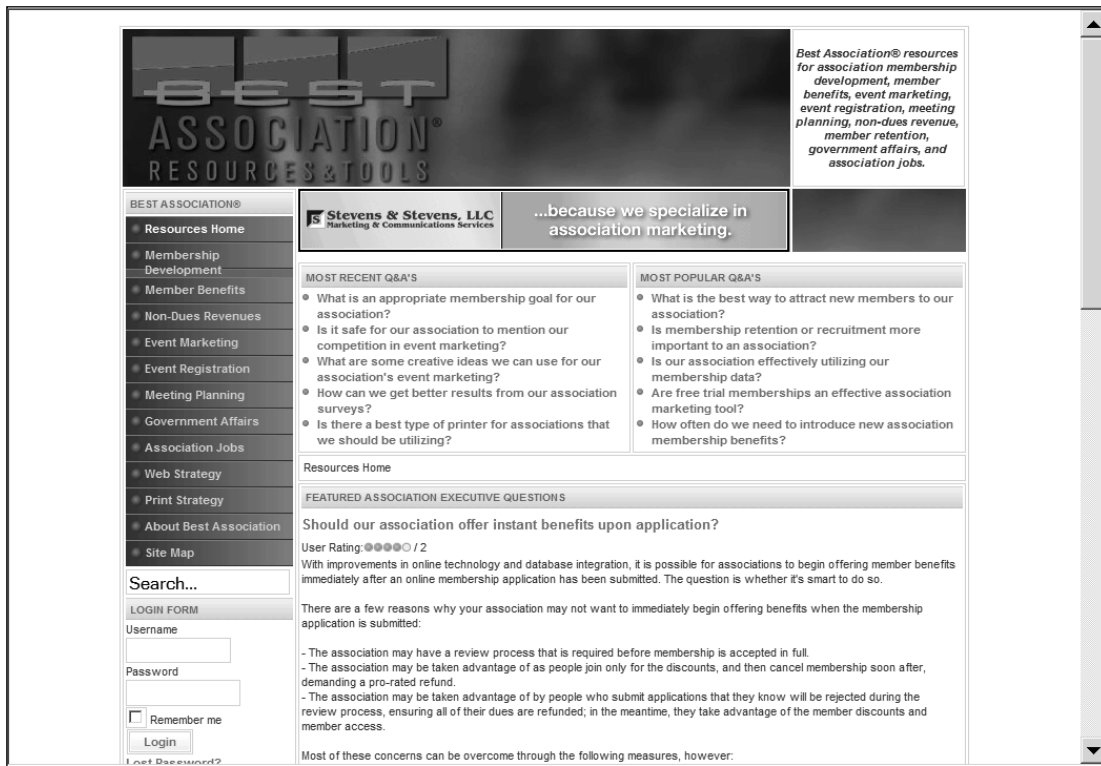 BEST
ASSOCIATION®
RESOURCES & TOOLS
Best Association® resources
for association membership
development, member
benefits, event marketing,
event registration, meeting
planning, non-dues revenue,
member retention,
government affairs, and
association jobs.
BEST ASSOCIATION®
Resources Home
Membership
Development
Member Benefits
Non-Dues Revenues
Event Marketing
Event Registration
Meeting Planning
Government Affairs
Association Jobs
Web Strategy
Print Strategy
About Best Association
Site Map
Search...
LOGIN FORM
Username
Password
Remember me
Login
Lost Password?
S Stevens & Stevens, LLC
Marketing & Communications Services
...because we specialize in
association marketing.
MOST RECENT Q&A'S
What is an appropriate membership goal for our
association?
Is it safe for our association to mention our
competition in event marketing?
What are some creative ideas we can use for our
association's event marketing?
How can we get better results from our association
surveys?
Is there a best type of printer for associations that
we should be utilizing?
MOST POPULAR Q&A'S
What is the best way to attract new members to our
association?
Is membership retention or recruitment more
important to an association?
Is our association effectively utilizing our
membership data?
Are free trial memberships an effective association
marketing tool?
How often do we need to introduce new association
membership benefits?
Resources Home
FEATURED ASSOCIATION EXECUTIVE QUESTIONS
Should our association offer instant benefits upon application?
User Rating: / 2
With improvements in online technology and database integration, it is possible for associations to begin offering member benefits
immediately after an online membership application has been submitted. The question is whether it's smart to do so.
There are a few reasons why your association may not want to immediately begin offering benefits when the membership
application is submitted:
- The association may have a review process that is required before membership is accepted in full.
- The association may be taken advantage of as people join only for the discounts, and then cancel membership soon after,
demanding a pro-rated refund.
- The association may be taken advantage of by people who submit applications that they know will be rejected during the
review process, ensuring all of their dues are refunded; in the meantime, they take advantage of the member discounts and
member access.
Most of these concerns can be overcome through the following measures, however: